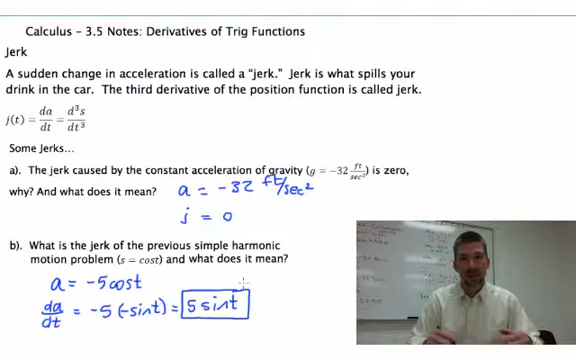 Calculus – 3.5 Notes: Derivatives of Trig Functions
Jerk
A sudden change in acceleration is called a "jerk." Jerk is what spills your
drink in the car. The third derivative of the position function is called jerk.
j(t) = da/dt = d³s/dt³
Some Jerks...
a). The jerk caused by the constant acceleration of gravity (g = −32 ft/sec²) is zero,
why? And what does it mean? a = −32 ft/sec²
j = 0
b). What is the jerk of the previous simple harmonic
motion problem (s = cost) and what does it mean?
a = −5cost
da/dt = −5(−sint) = 5sint